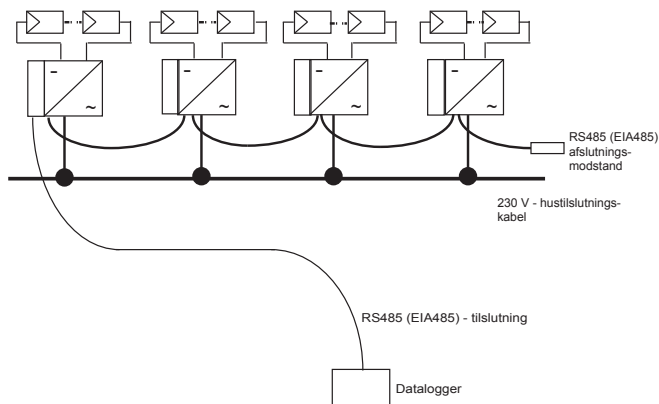 -
~
-
~
-
~
-
~
RS485 (EIA485)
afslutnings-
modstand
230 V - hustilslutnings-
kabel
RS485 (EIA485) - tilslutning
Datalogger